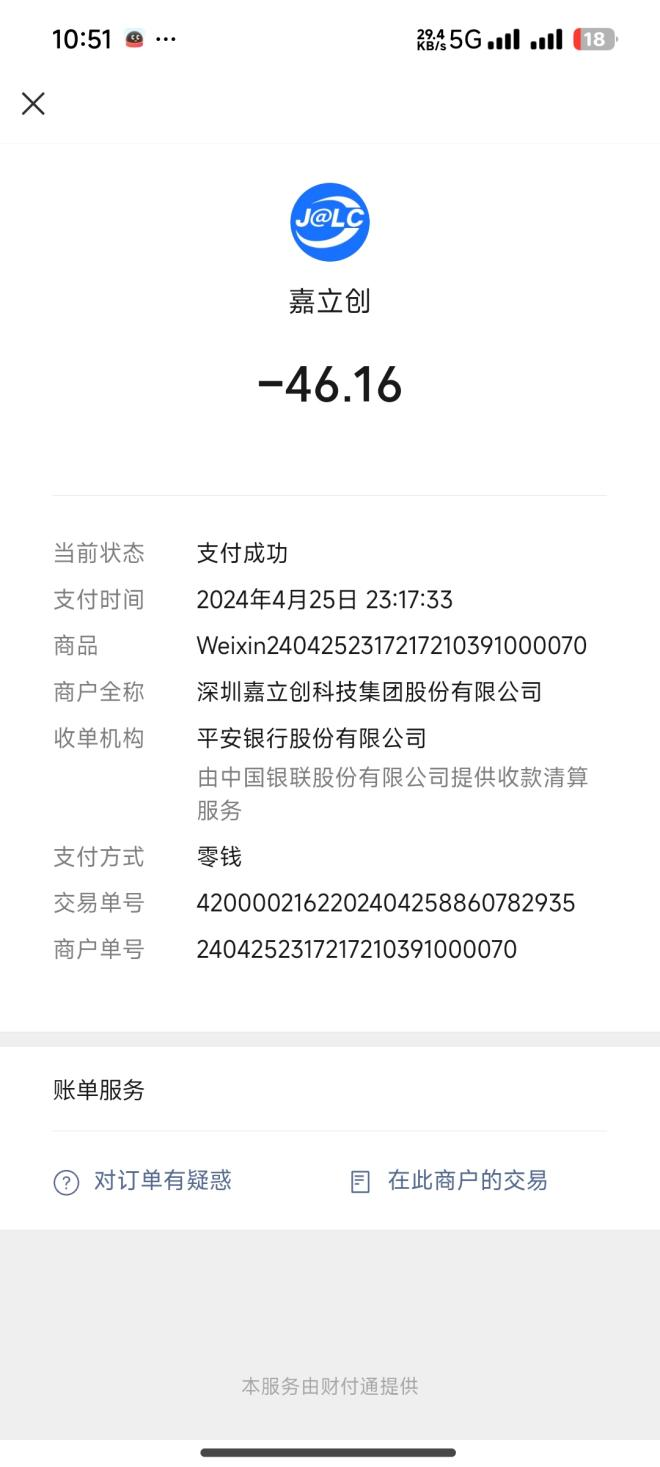 10:51 ··· 29.4 KB/s 5G 18
J@LC
嘉立创
-46.16
当前状态 支付成功
支付时间 2024年4月25日 23:17:33
商品 Weixin2404252317217210391000070
商户全称 深圳嘉立创科技集团股份有限公司
收单机构 平安银行股份有限公司
由中国银联股份有限公司提供收款清算
服务
支付方式 零钱
交易单号 4200002162202404258860782935
商户单号 2404252317217210391000070
账单服务
对订单有疑惑 在此商户的交易
本服务由财付通提供